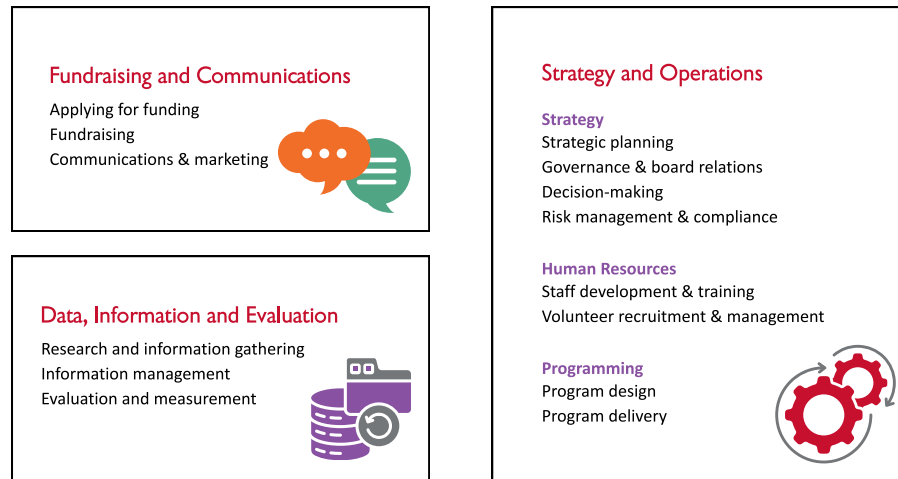 Fundraising and Communications
Applying for funding
Fundraising
Communications & marketing
Data, Information and Evaluation
Research and information gathering
Information management
Evaluation and measurement
Strategy and Operations
Strategy
Strategic planning
Governance & board relations
Decision-making
Risk management & compliance
Human Resources
Staff development & training
Volunteer recruitment & management
Programming
Program design
Program delivery